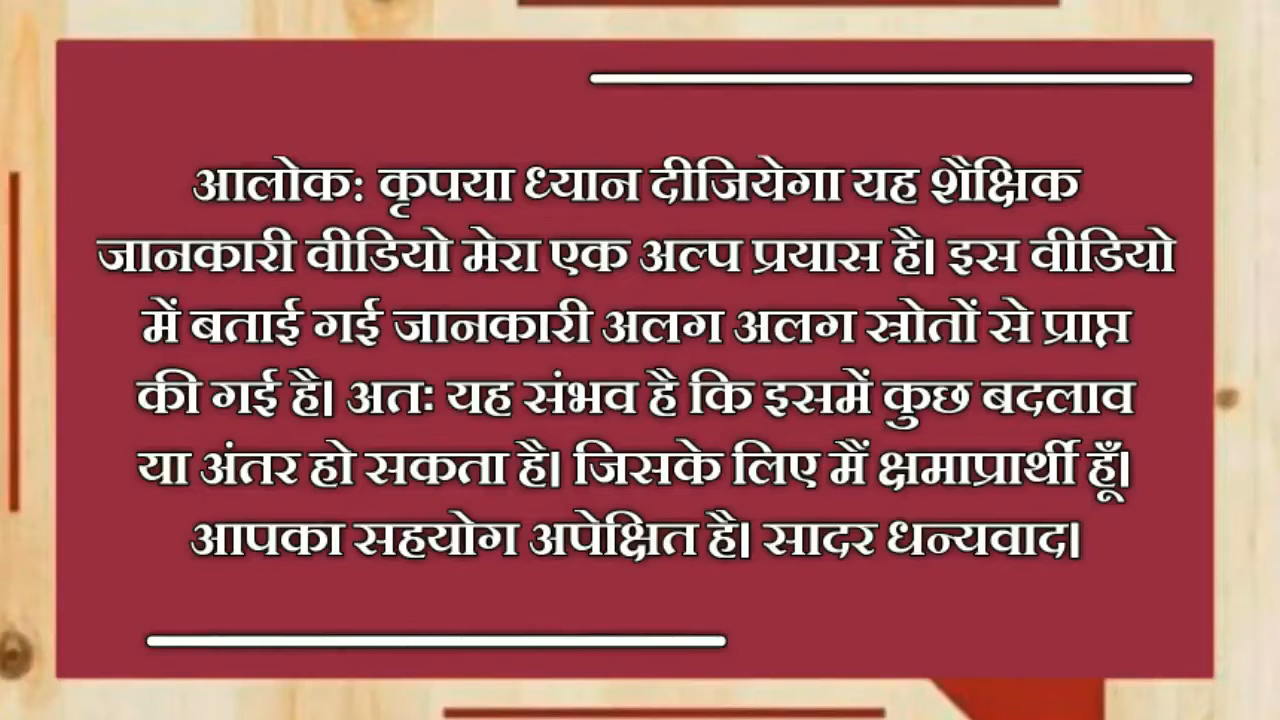 आलोक: कृपया ध्यान दीजियेगा यह शैक्षिक
जानकारी वीडियो मेरा एक अल्प प्रयास है। इस वीडियो
में बताई गई जानकारी अलग अलग स्रोतों से प्राप्त
की गई है। अतः यह संभव है कि इसमें कुछ बदलाव
या अंतर हो सकता है। जिसके लिए मैं क्षमाप्रार्थी हूँ।
आपका सहयोग अपेक्षित है। सादर धन्यवाद।